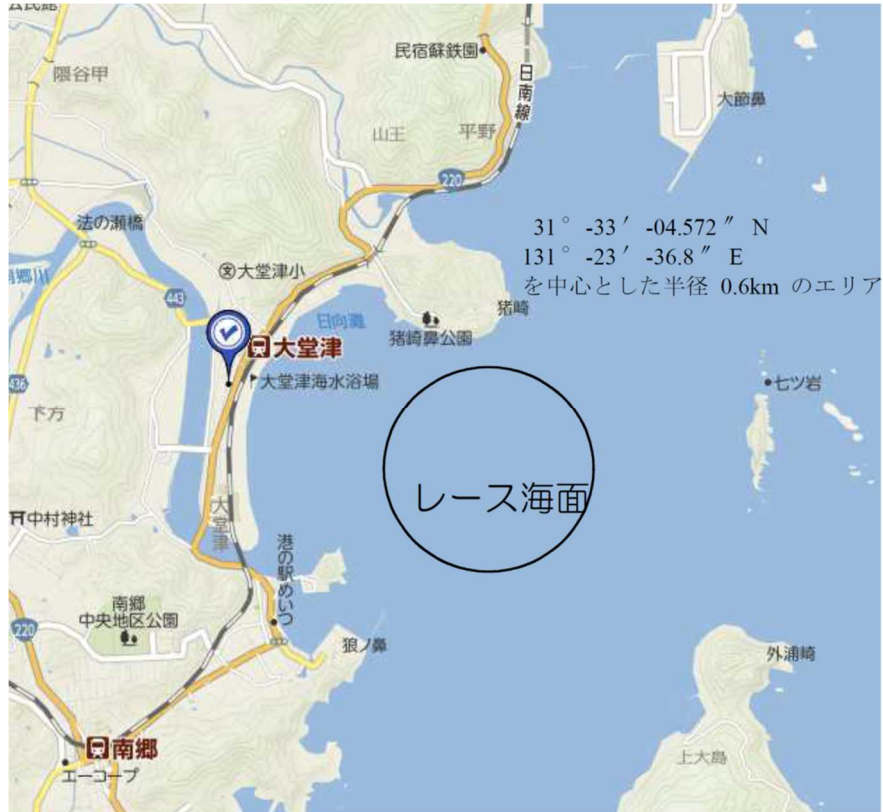 公民館
民宿蘇鉄園
隈谷甲
日南線
大節鼻
山王
平野
220
31°-33′-04.572″ N
131°-23′-36.8″ E
を中心とした半径 0.6km のエリア
法の瀬橋
南郷川
大堂津小
443
日向灘
猪崎
猪崎鼻公園
大堂津
大堂津海水浴場
七ツ岩
436
下方
レース海面
中村神社
大堂津
港の駅めいつ
南郷
中央地区公園
220
狼ノ鼻
外浦崎
南郷
エーコープ
上大島